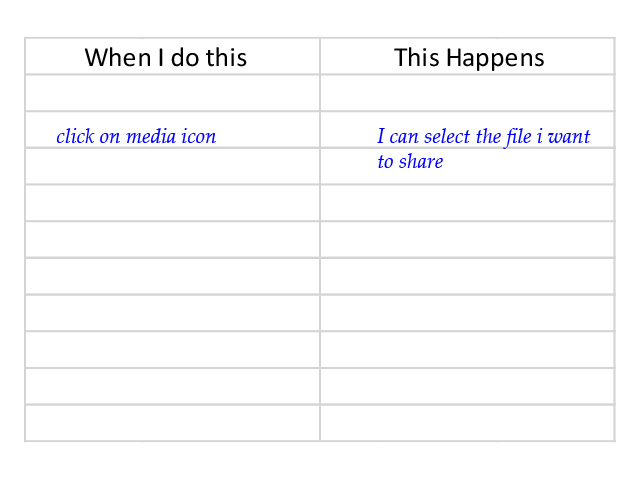 When I do this
This Happens
click on media icon
I can select the file i want
to share